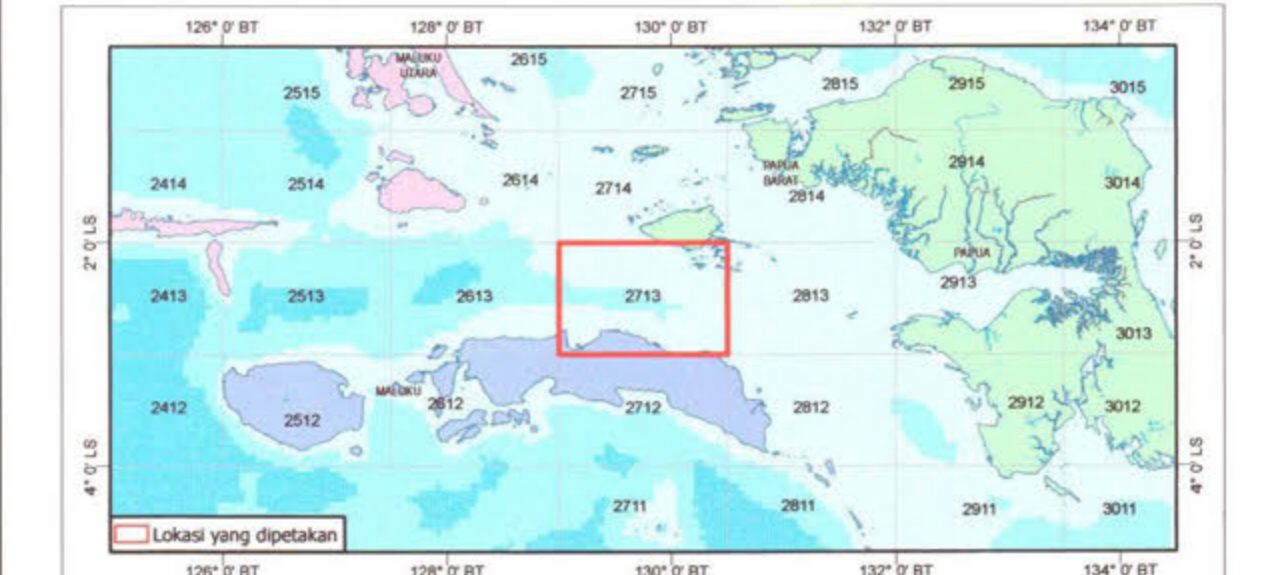 126° 0' BT 128° 0' BT 130° 0' BT 132° 0' BT 134° 0' BT
MALUKU
UTARA
2615
2515 2715 2815 2915 3015
2414 2514 2614 2714
PAPUA
BARAT
2814 2914 3014
2° 0' LS 2° 0' LS
PAPUA
2413 2513 2613 2713 2813 2913
3013
MALUKU
2412 2512 2612 2712 2812 2912 3012
4° 0' LS 4° 0' LS
2711 2811 2911 3011
Lokasi yang dipetakan
126° 0' BT 128° 0' BT 130° 0' BT 132° 0' BT 134° 0' BT